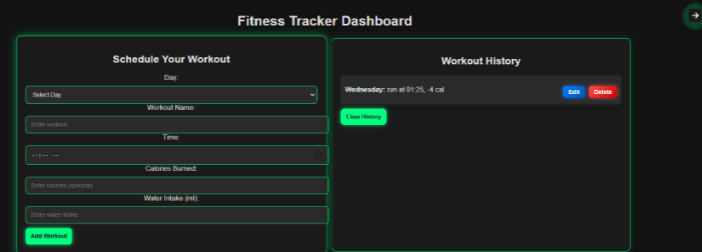 Fitness Tracker Dashboard
Schedule Your Workout
Day:
Select Day
Workout Name:
Enter workout
Time:
--:-- --
Calories Burned:
Enter calories (optional)
Water Intake (ml):
Enter water intake
Add Workout
Workout History
Wednesday: run at 01:25, -4 cal
Edit
Delete
Clear History